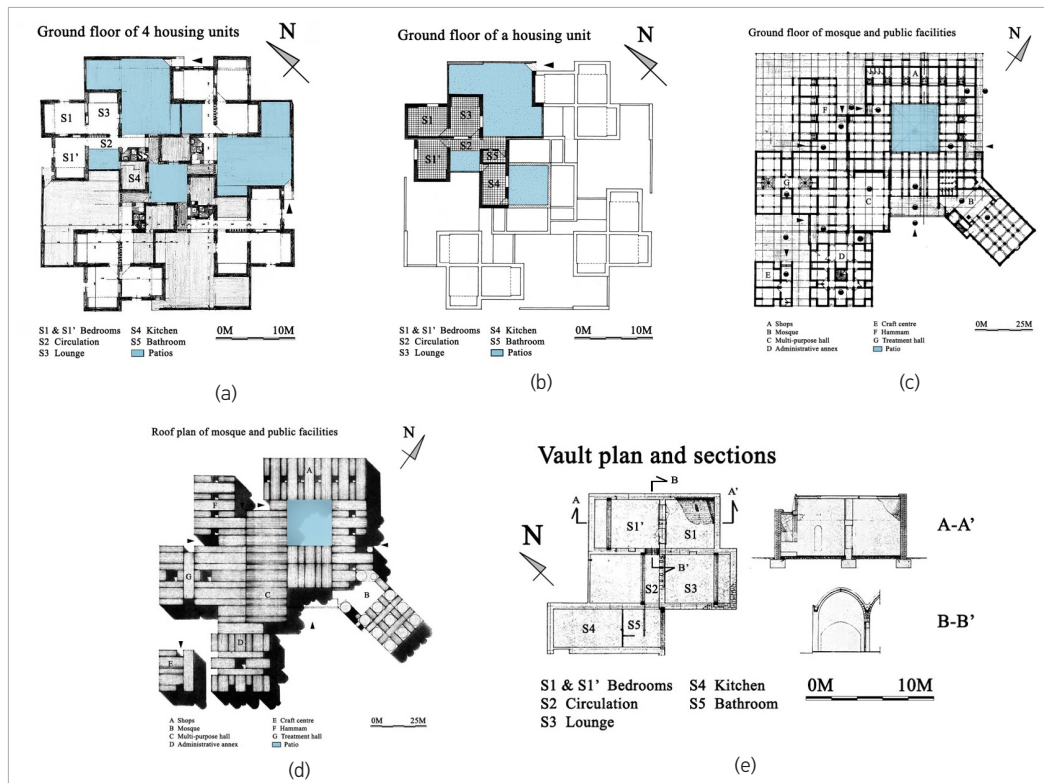 Ground floor of 4 housing units
N
S1
S3
S2
S1'
S5
S4
S1 & S1' Bedrooms
S2 Circulation
S3 Lounge
S4 Kitchen
S5 Bathroom
Patios
0M 10M
(a)
Ground floor of a housing unit
N
S1
S3
S2
S1'
S5
S4
S1 & S1' Bedrooms
S2 Circulation
S3 Lounge
S4 Kitchen
S5 Bathroom
Patios
0M 10M
(b)
Ground floor of mosque and public facilities
N
A
F
G
B
C
D
E
A Shops
B Mosque
C Multi-purpose hall
D Administrative annex
E Craft centre
F Hammam
G Treatment hall
Patio
0M 25M
(c)
Roof plan of mosque and public facilities
N
A
F
G
B
C
D
E
A Shops
B Mosque
C Multi-purpose hall
D Administrative annex
E Craft centre
F Hammam
G Treatment hall
Patio
0M 25M
(d)
Vault plan and sections
N
B
A
A'
S1'
S1
B'
S2
S3
S4
S5
A-A'
B-B'
S1 & S1' Bedrooms
S2 Circulation
S3 Lounge
S4 Kitchen
S5 Bathroom
0M 10M
(e)